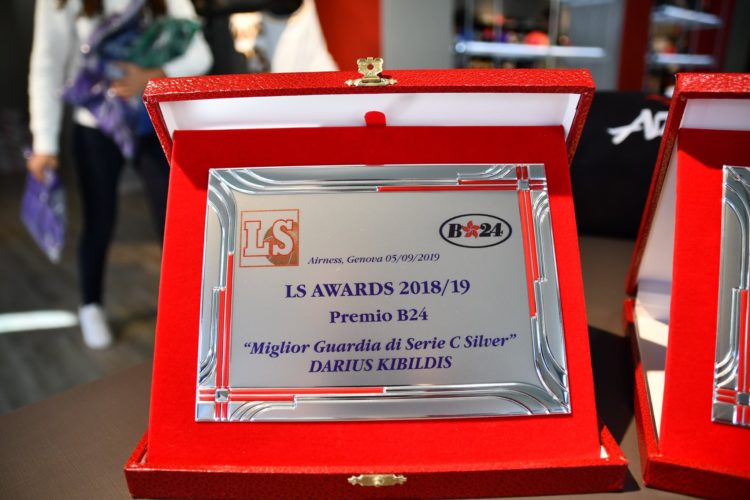 LS
B24
Airness, Genova 05/09/2019
LS AWARDS 2018/19
Premio B24
“Miglior Guardia di Serie C Silver”
DARIUS KIBILDIS